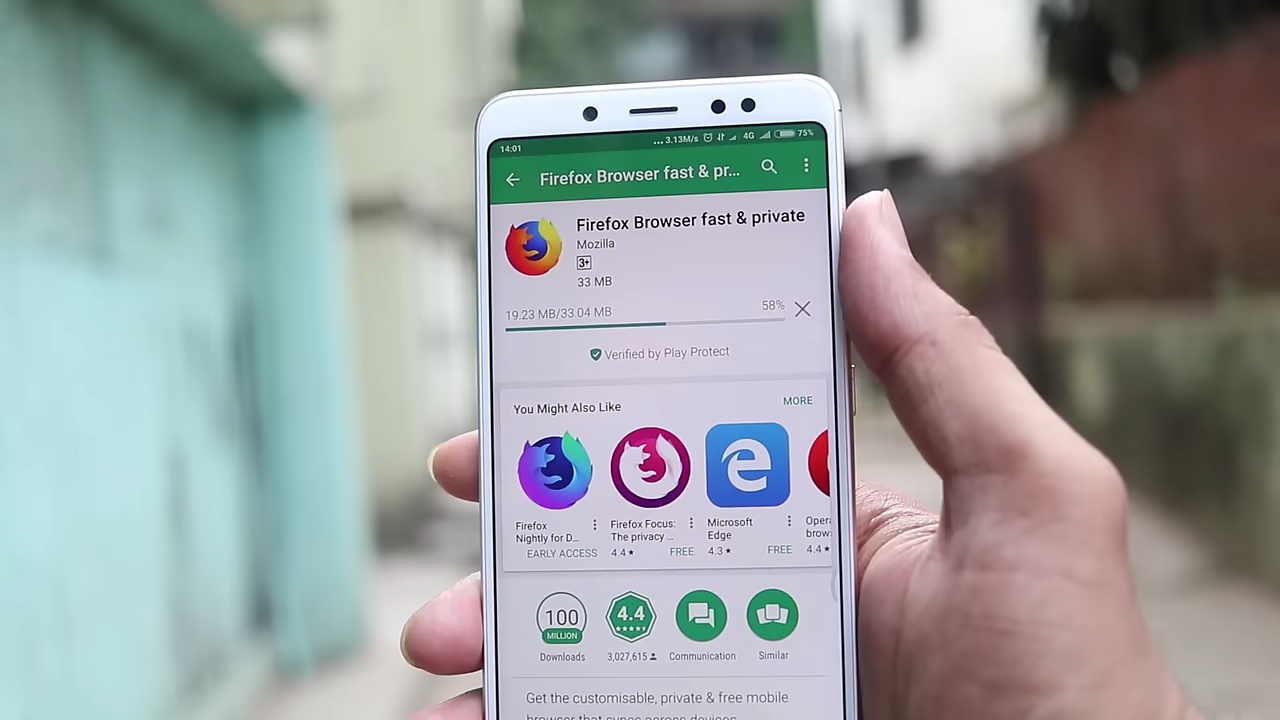 14:01
... 3.13M/s 4G 75%
Firefox Browser fast & pr...
Firefox Browser fast & private
Mozilla
3+
33 MB
19.23 MB/33.04 MB 58%
Verified by Play Protect
You Might Also Like MORE
Firefox Nightly for D...
EARLY ACCESS
Firefox Focus: The privacy ...
4.4★ FREE
Microsoft Edge
4.3★ FREE
4.4★
100 MILLION
Downloads
4.4
3,027,615
Communication
Similar
Get the customisable, private & free mobile
browser that syncs across devices.